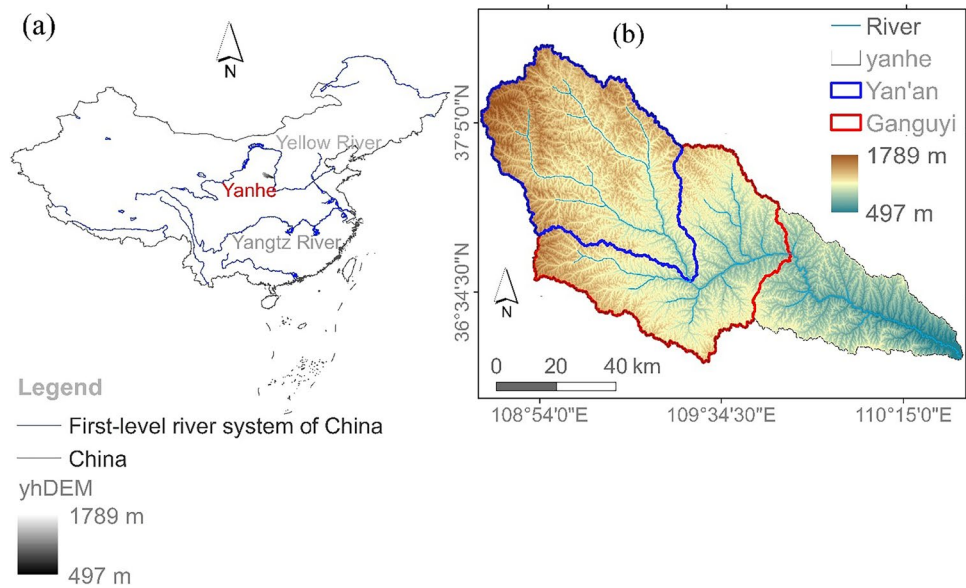 (a)
N
Yellow River
Yanhe
Yangtz River
Legend
First-level river system of China
China
yhDEM
1789 m
497 m
(b)
River
yanhe
Yan'an
Ganguyi
1789 m
497 m
37°5'0"N
36°34'30"N
N
0 20 40 km
108°54'0"E 109°34'30"E 110°15'0"E